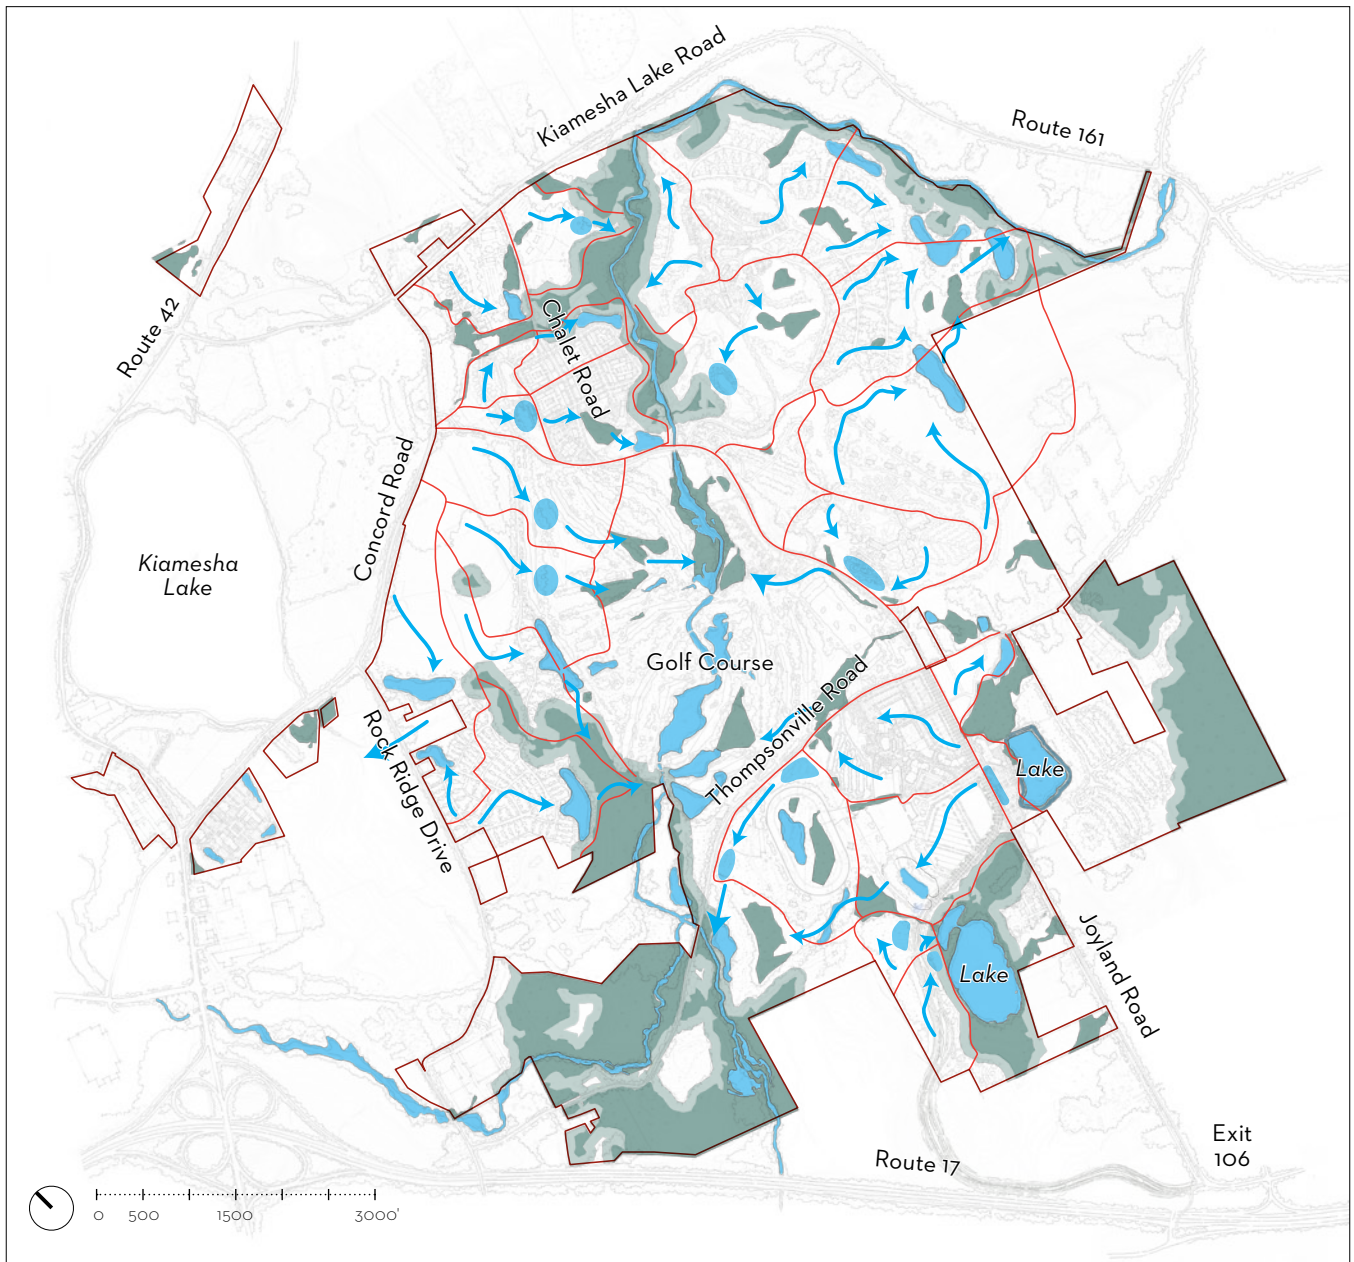 Kiamesha Lake Road
Route 161
Route 42
Chalet Road
Concord Road
Kiamesha
Lake
Golf Course
Thompsonville Road
Rock Ridge Drive
Lake
Lake
Joyland Road
Exit
106
Route 17
0 500 1500 3000'